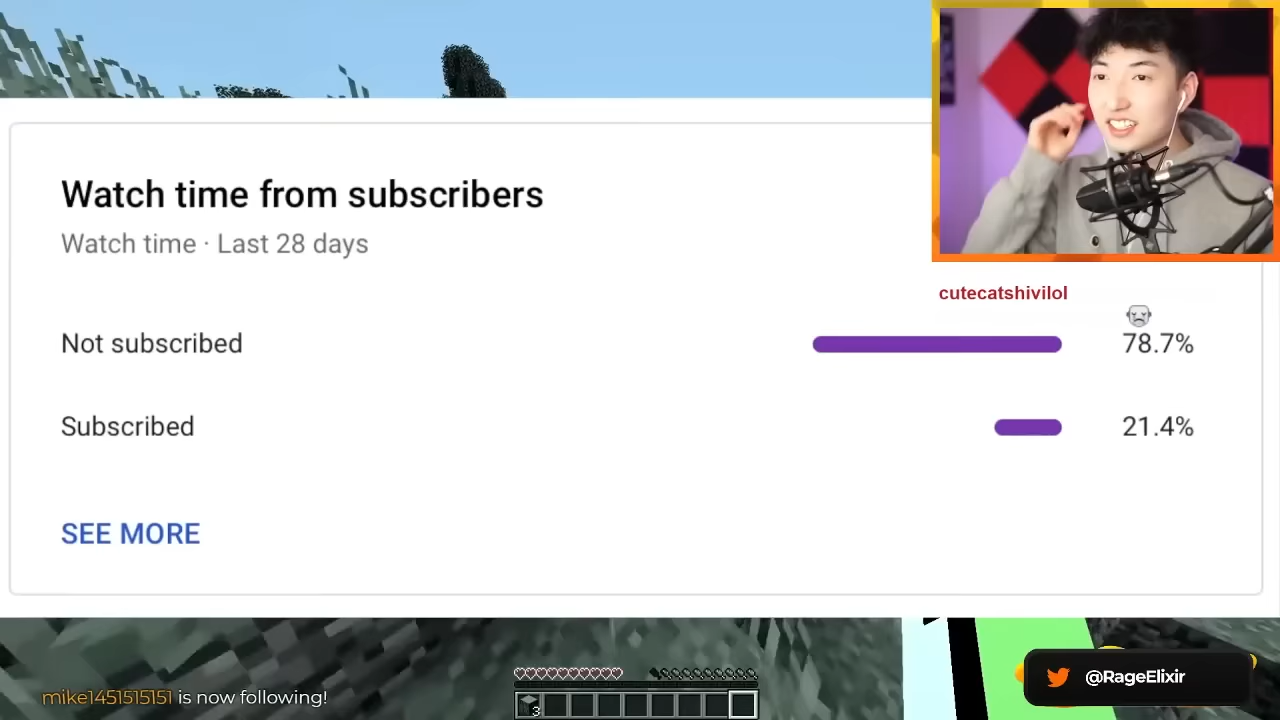 Watch time from subscribers
Watch time · Last 28 days
cutecatshivilol
Not subscribed
78.7%
Subscribed
21.4%
SEE MORE
mike1451515151 is now following!
3
@RageElixir